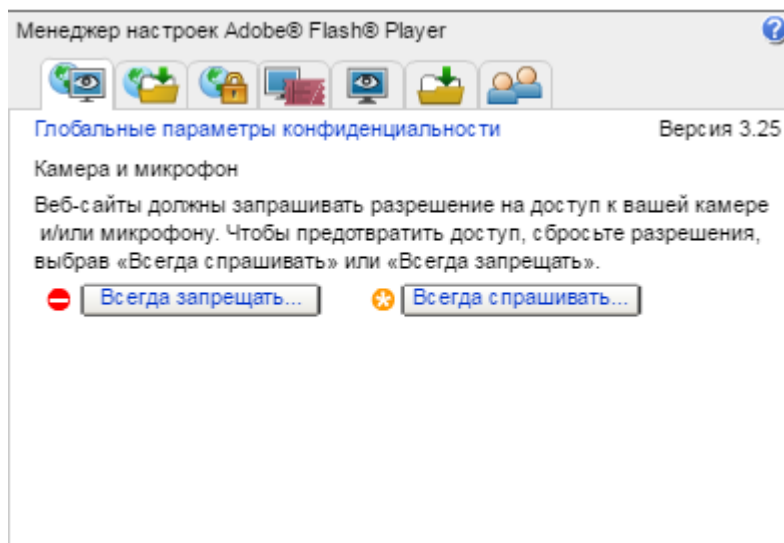 Менеджер настроек Adobe® Flash® Player
?
Глобальные параметры конфиденциальности Версия 3.25
Камера и микрофон
Веб-сайты должны запрашивать разрешение на доступ к вашей камере
и/или микрофону. Чтобы предотвратить доступ, сбросьте разрешения,
выбрав «Всегда спрашивать» или «Всегда запрещать».
Всегда запрещать... Всегда спрашивать...